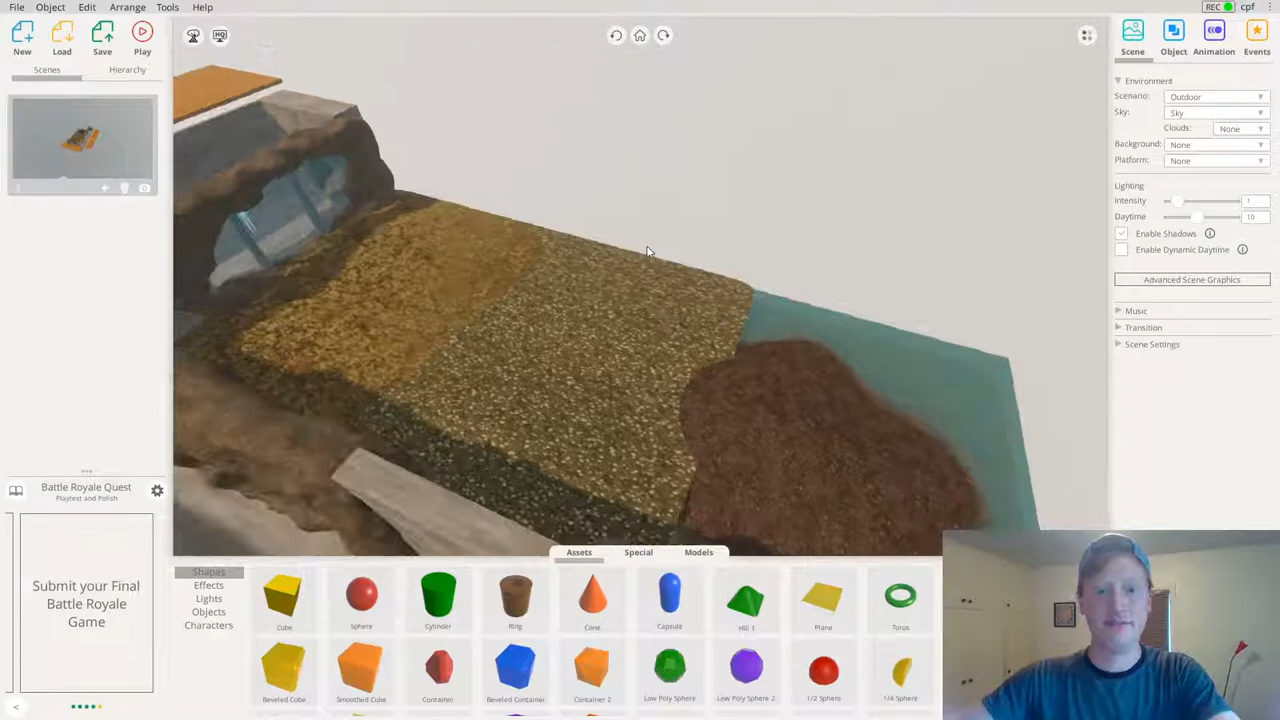 File Object Edit Arrange Tools Help
REC cpf
New Load Save Play
Scenes Hierarchy
Scene Object Animation Events
Environment
Scenario: Outdoor
Sky: Sky
Clouds: None
Background: None
Platform: None
Lighting
Intensity 1
Daytime 10
Enable Shadows
Enable Dynamic Daytime
Advanced Scene Graphics
Music
Transition
Scene Settings
Battle Royale Quest
Playtest and Polish
Submit your Final
Battle Royale
Game
Assets Special Models
Shapes
Effects
Lights
Objects
Characters
Cube Sphere Cylinder Ring Cone Capsule Hill 1 Plane Torus
Beveled Cube Smoothed Cube Container Beveled Container Container 2 Low Poly Sphere Low Poly Sphere 2 1/2 Sphere 1/4 Sphere